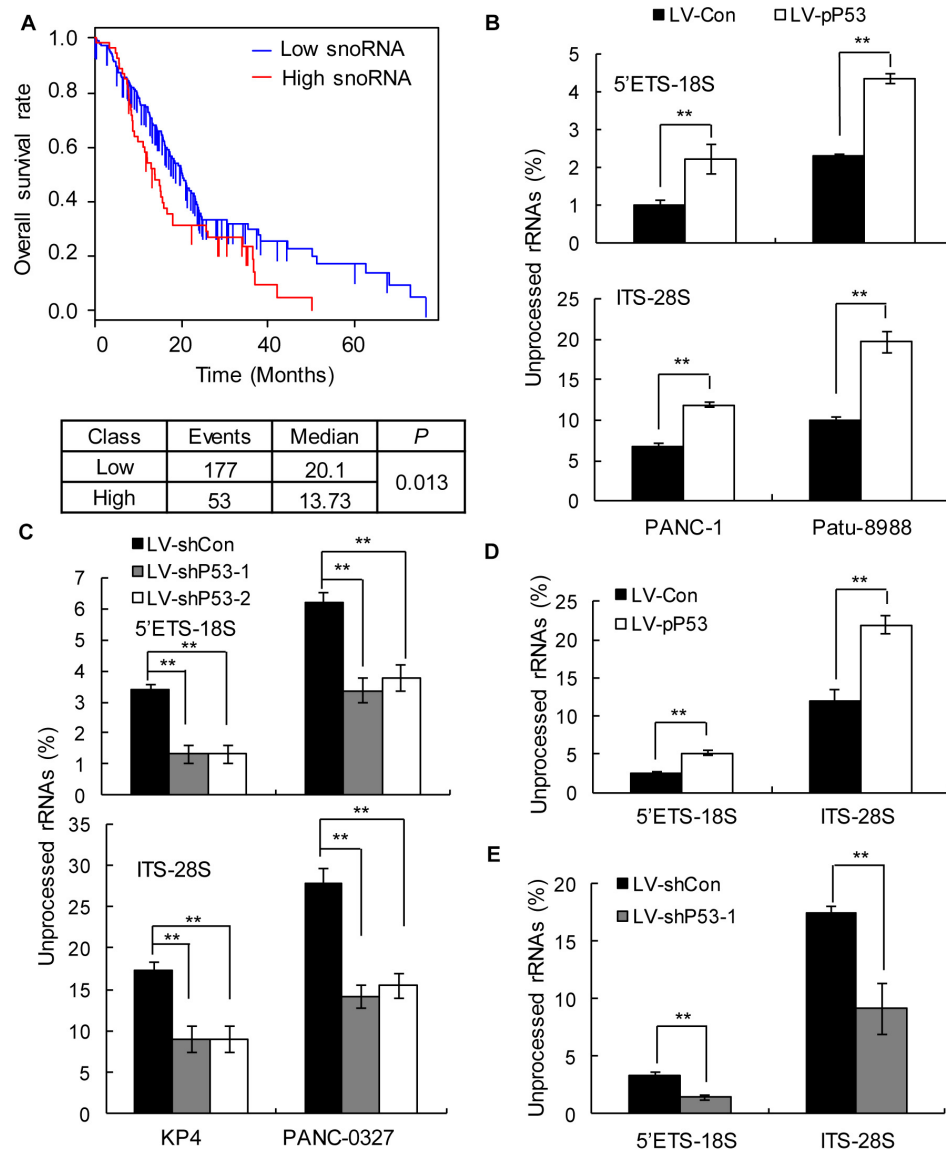 A
1.0
0.8
0.6
0.4
0.2
0.0
Overall survival rate
Low snoRNA
High snoRNA
0
20
40
60
Time (Months)
Class Events Median P
Low 177 20.1 0.013
High 53 13.73
B
LV-Con LV-pP53
Unprocessed rRNAs (%)
5'ETS-18S
5
4
3
2
1
0
**
**
ITS-28S
25
20
15
10
5
0
**
**
PANC-1 Patu-8988
C
LV-shCon
LV-shP53-1
LV-shP53-2
5'ETS-18S
Unprocessed rRNAs (%)
7
6
5
4
3
2
1
0
**
**
**
**
ITS-28S
35
30
25
20
15
10
5
0
**
**
**
**
KP4 PANC-0327
D
LV-Con
LV-pP53
Unprocessed rRNAs (%)
25
20
15
10
5
0
**
**
5'ETS-18S ITS-28S
E
LV-shCon
LV-shP53-1
Unprocessed rRNAs (%)
20
15
10
5
0
**
**
5'ETS-18S ITS-28S